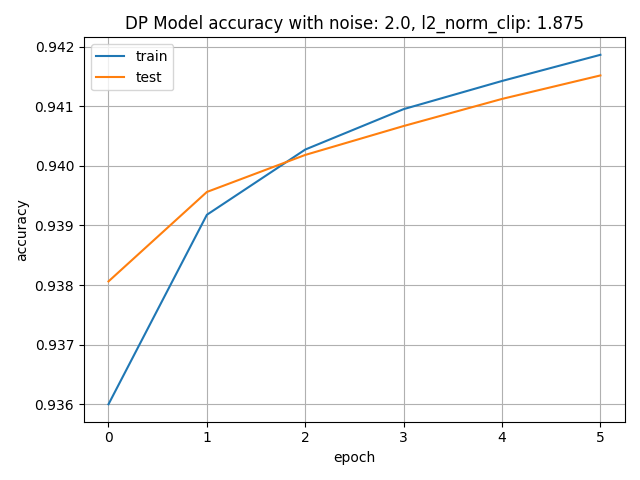 DP Model accuracy with noise: 2.0, l2_norm_clip: 1.875
train
test
accuracy
0.942
0.941
0.940
0.939
0.938
0.937
0.936
0 1 2 3 4 5
epoch